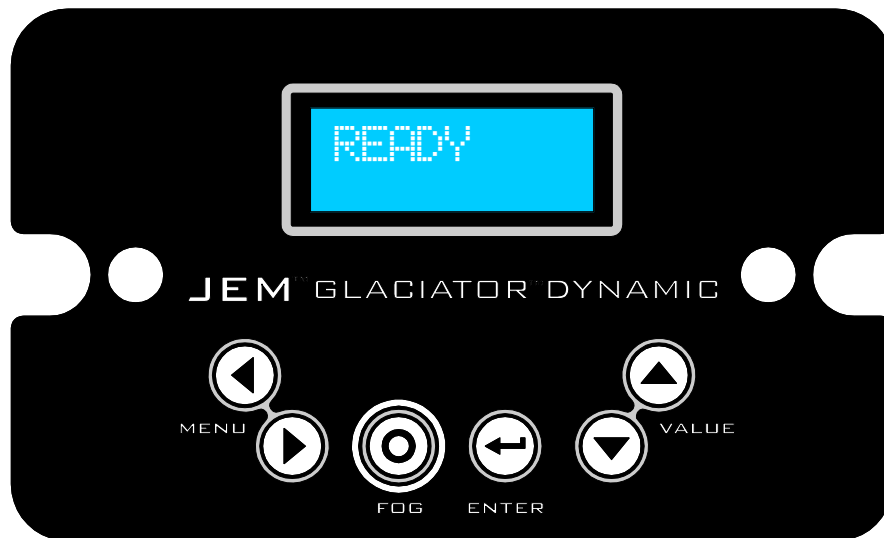 READY
JEM™ GLACIATOR™ DYNAMIC
MENU
VALUE
FOG
ENTER